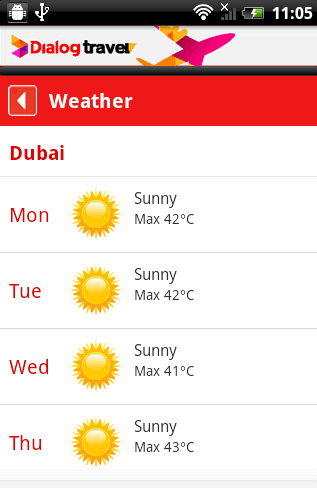 11:05
Dialog travel
Weather
Dubai
Mon
Sunny
Max 42°C
Tue
Sunny
Max 42°C
Wed
Sunny
Max 41°C
Thu
Sunny
Max 43°C